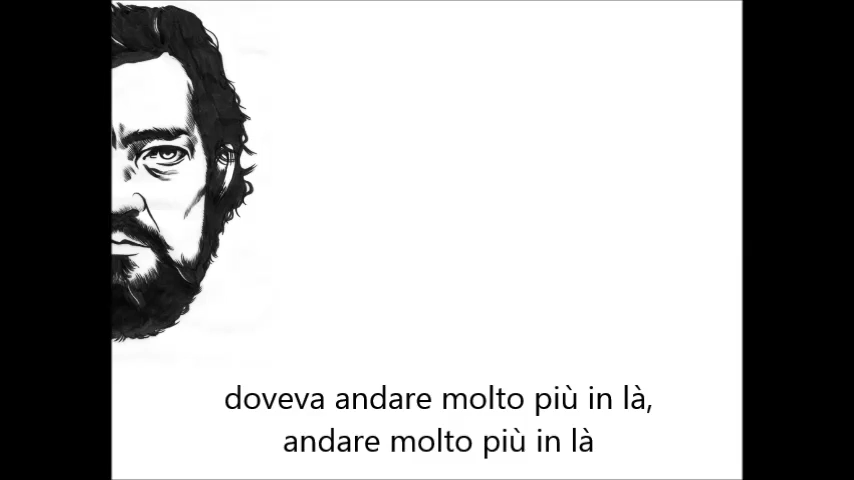 doveva andare molto più in là,
andare molto più in là